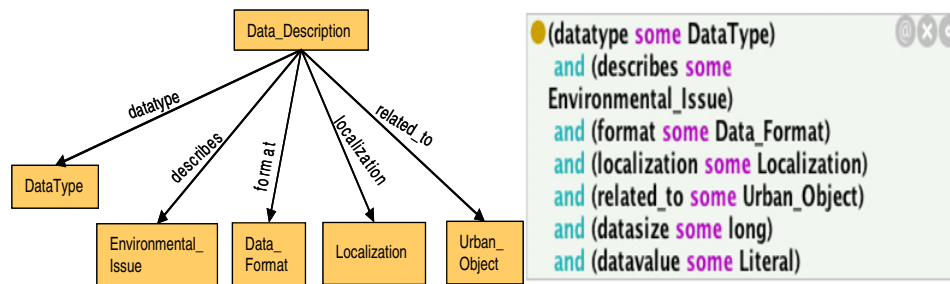 Data_Description
datatype
describes
format
localization
related_to
DataType
Environmental_
Issue
Data_
Format
Localization
Urban_
Object
(datatype some DataType)
and (describes some
Environmental_Issue)
and (format some Data_Format)
and (localization some Localization)
and (related_to some Urban_Object)
and (datasize some long)
and (datavalue some Literal)